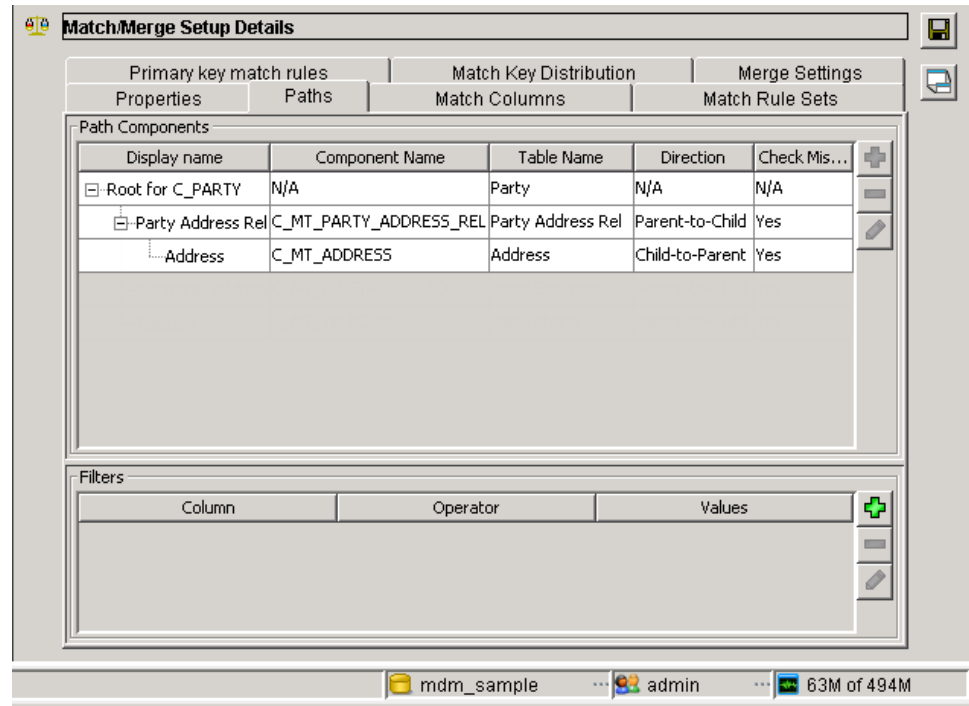 Match/Merge Setup Details
Primary key match rules Match Key Distribution Merge Settings
Properties Paths Match Columns Match Rule Sets
Path Components
Display name Component Name Table Name Direction Check Mis...
Root for C_PARTY N/A Party N/A N/A
Party Address Rel C_MT_PARTY_ADDRESS_REL Party Address Rel Parent-to-Child Yes
Address C_MT_ADDRESS Address Child-to-Parent Yes
Filters
Column Operator Values
mdm_sample ... admin ... 63M of 494M